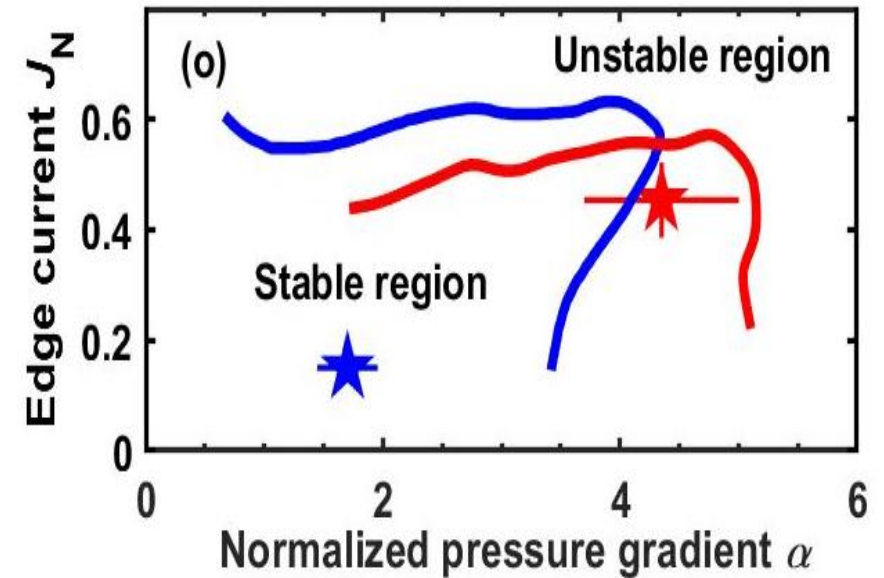 (o)
Unstable region
Edge current J_N
0.6
0.4
Stable region
0.2
0
0
2
4
6
Normalized pressure gradient α